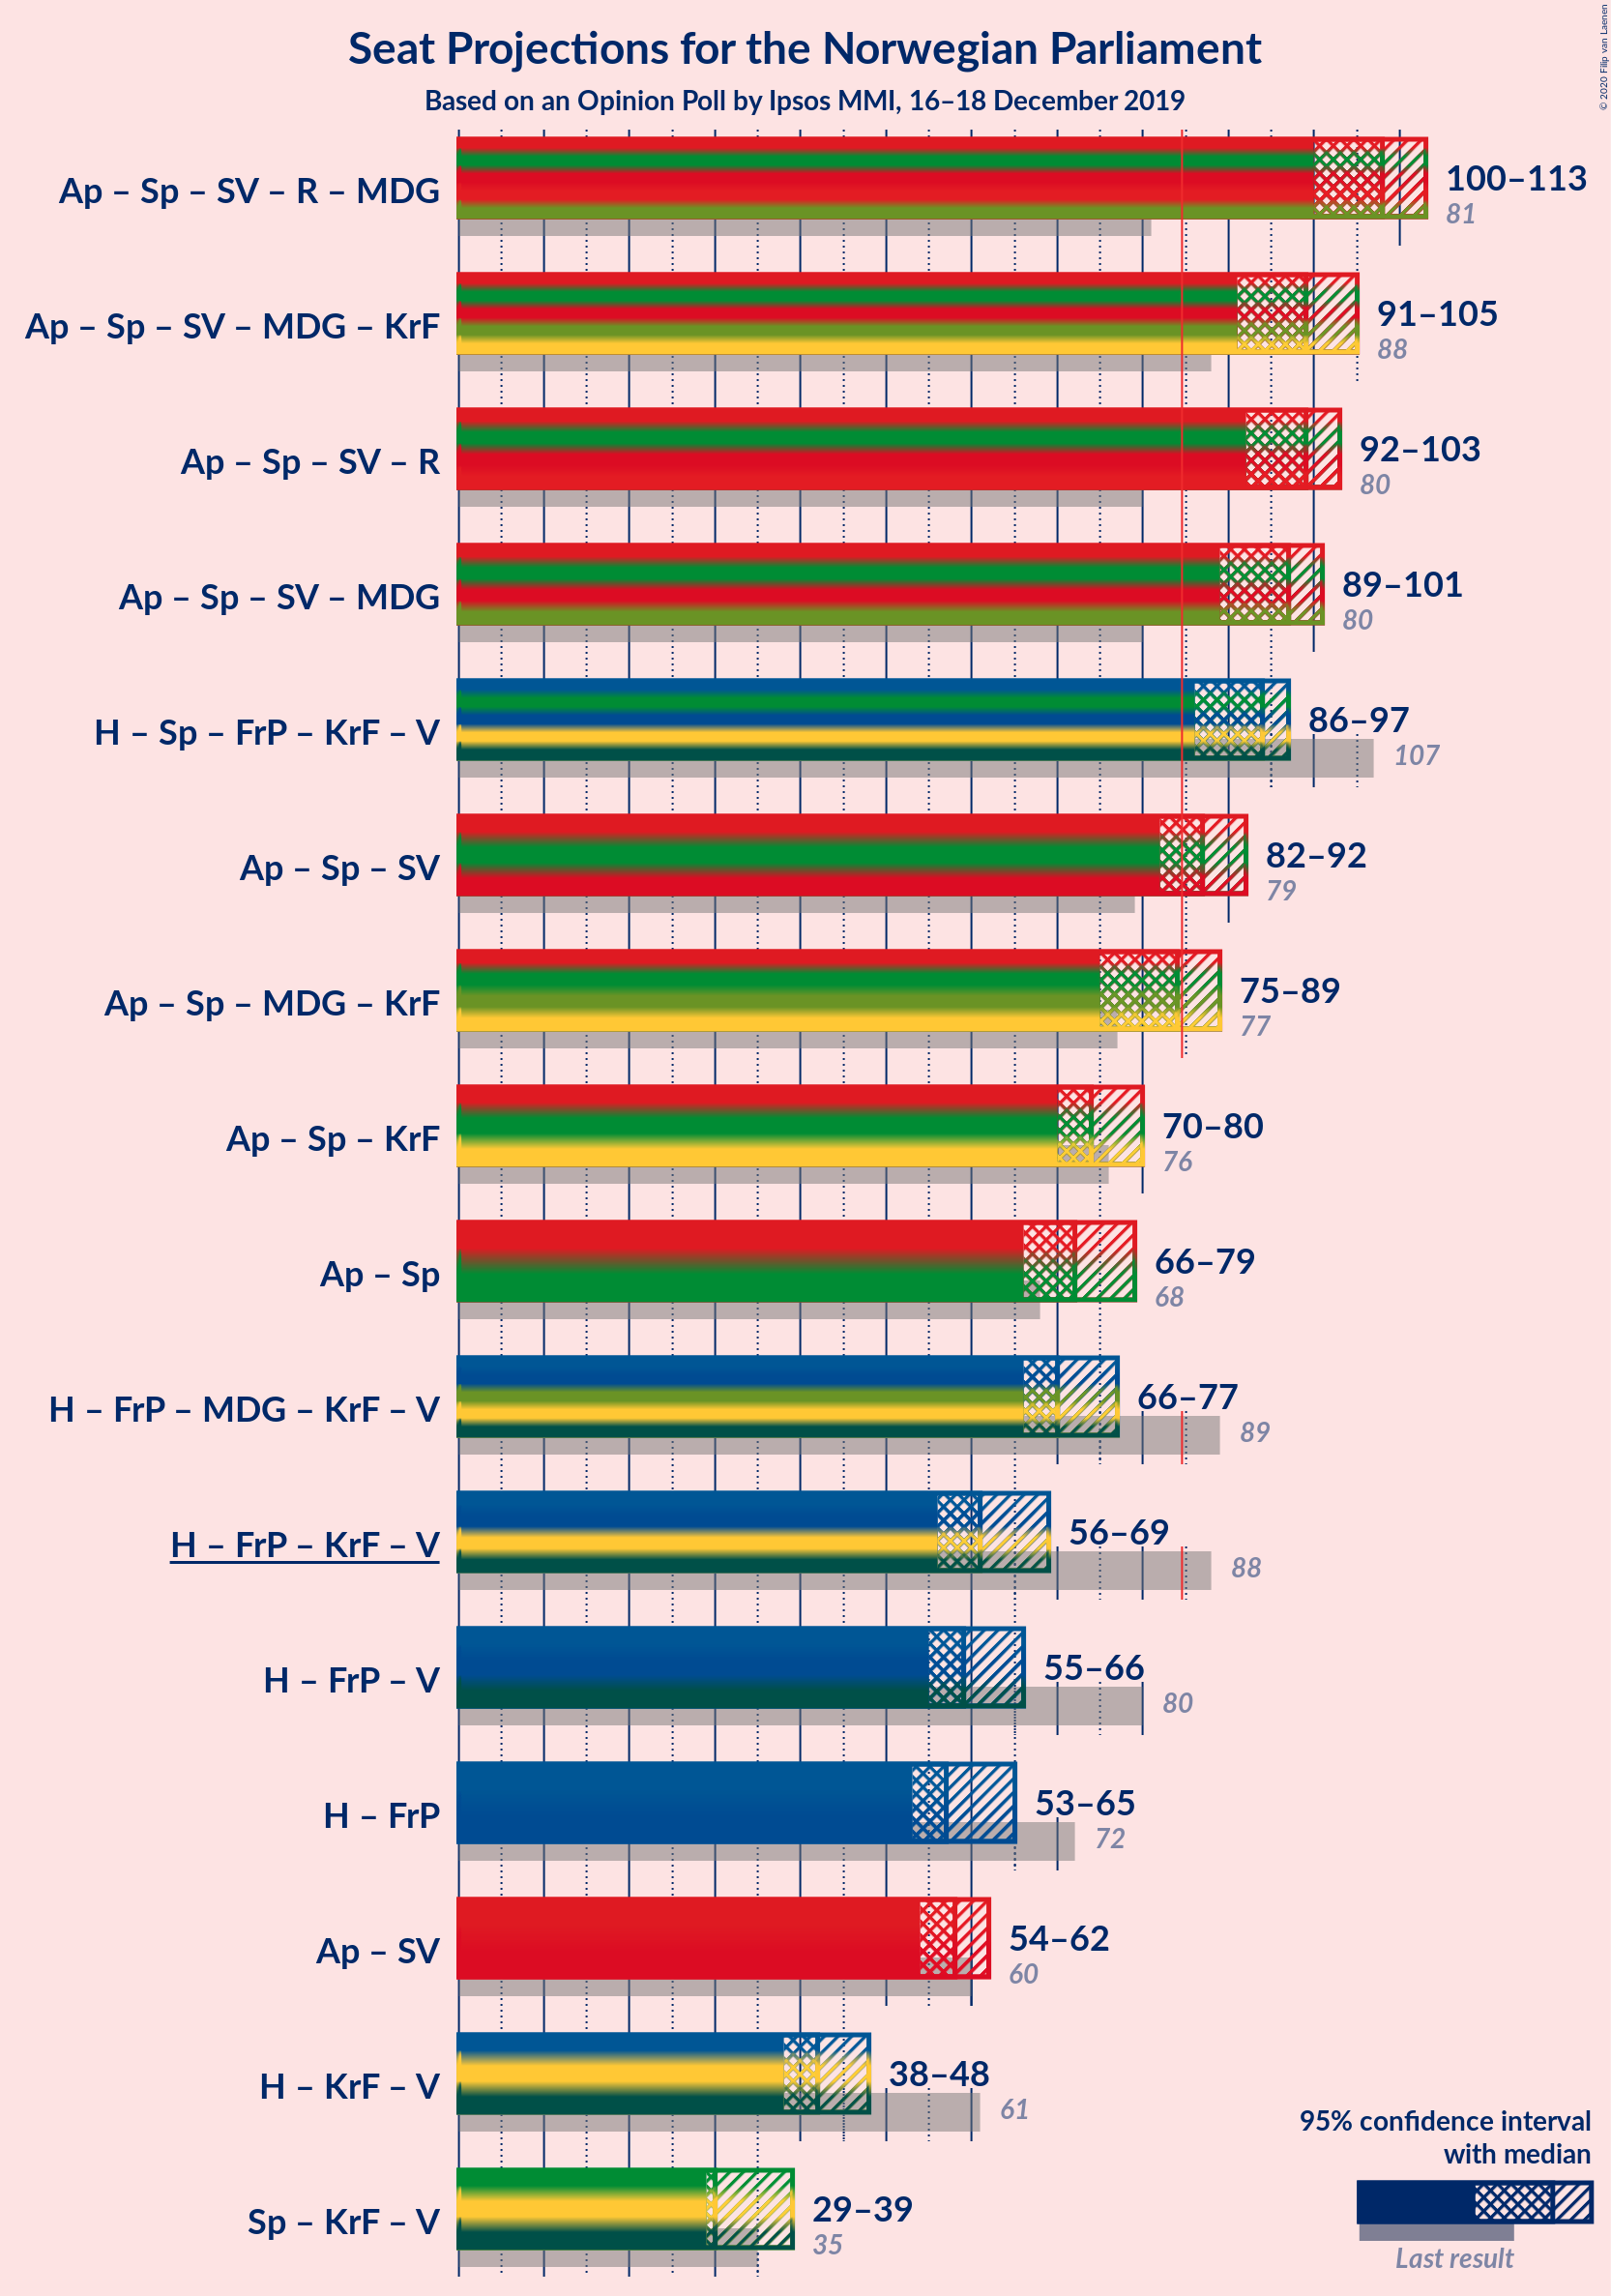 © 2020 Filip van Laenen
Seat Projections for the Norwegian Parliament
Based on an Opinion Poll by Ipsos MMI, 16–18 December 2019
Ap – Sp – SV – R – MDG
100–113
81
Ap – Sp – SV – MDG – KrF
91–105
88
Ap – Sp – SV – R
92–103
80
Ap – Sp – SV – MDG
89–101
80
H – Sp – FrP – KrF – V
86–97
107
Ap – Sp – SV
82–92
79
Ap – Sp – MDG – KrF
75–89
77
Ap – Sp – KrF
70–80
76
Ap – Sp
66–79
68
H – FrP – MDG – KrF – V
66–77
89
H – FrP – KrF – V
56–69
88
H – FrP – V
55–66
80
H – FrP
53–65
72
Ap – SV
54–62
60
H – KrF – V
38–48
61
Sp – KrF – V
29–39
35
95% confidence interval
with median
Last result